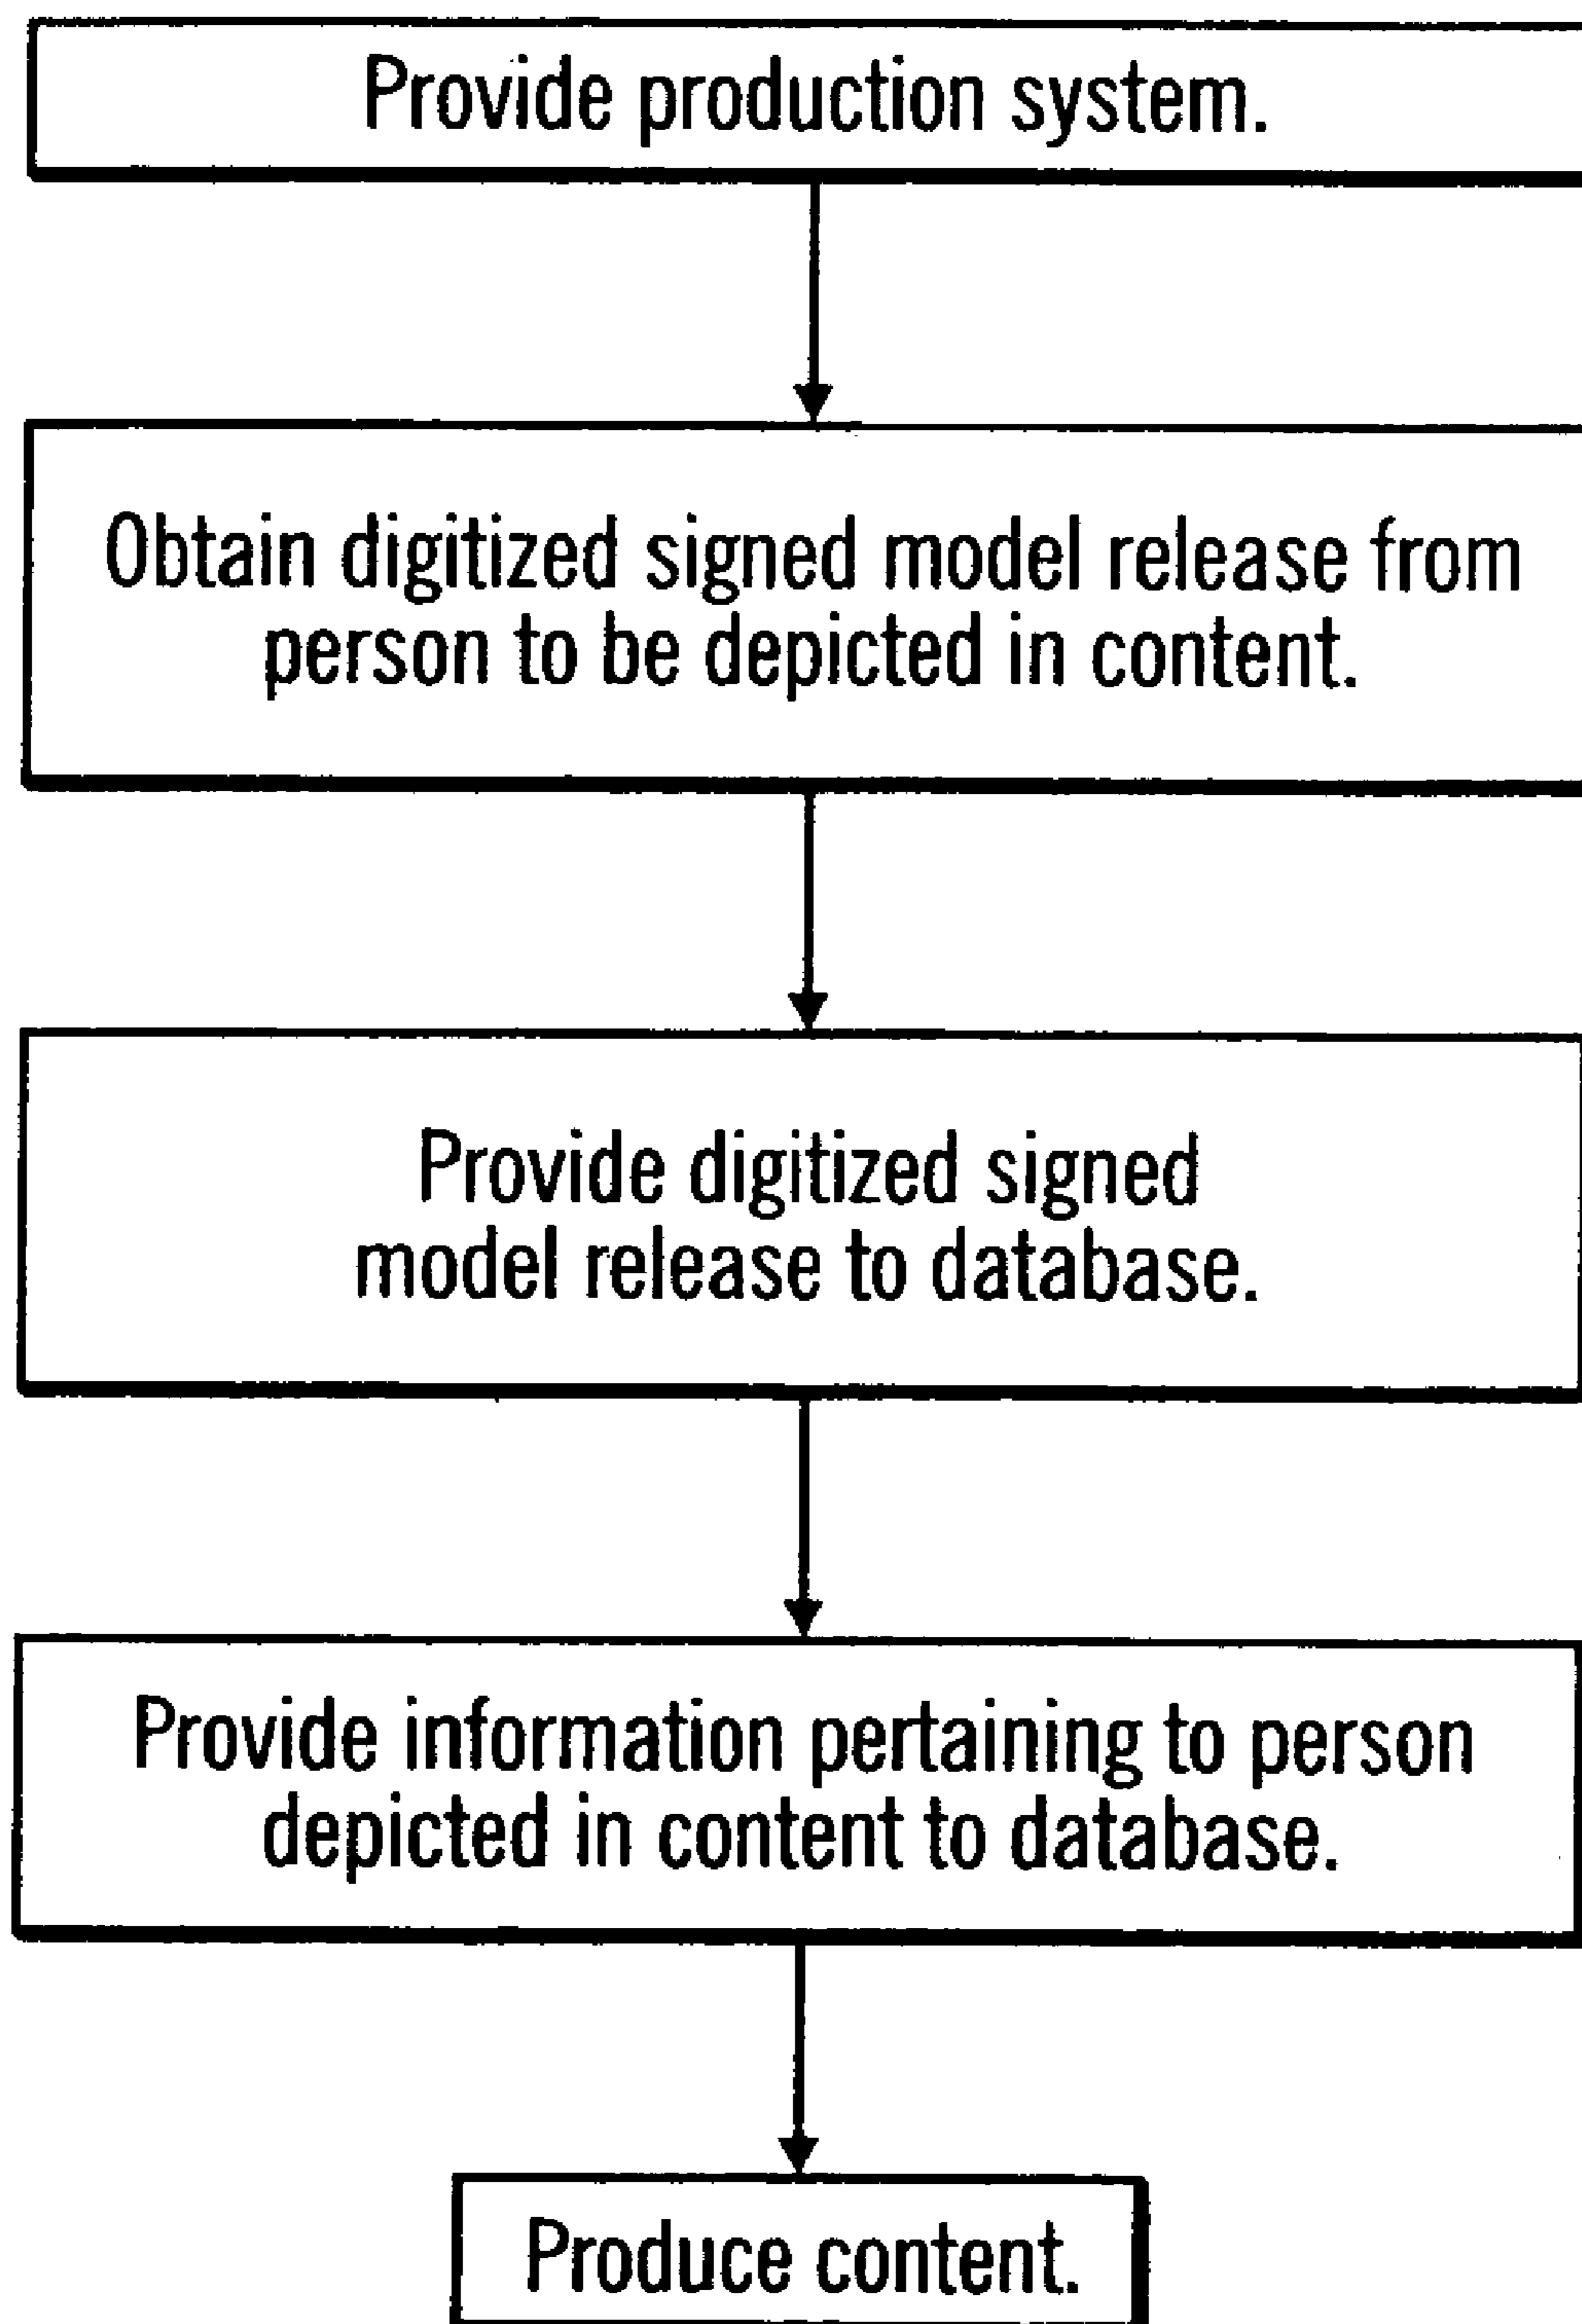 Provide production system.
Obtain digitized signed model release from
person to be depicted in content.
Provide digitized signed
model release to database.
Provide information pertaining to person
depicted in content to database.
Produce content.